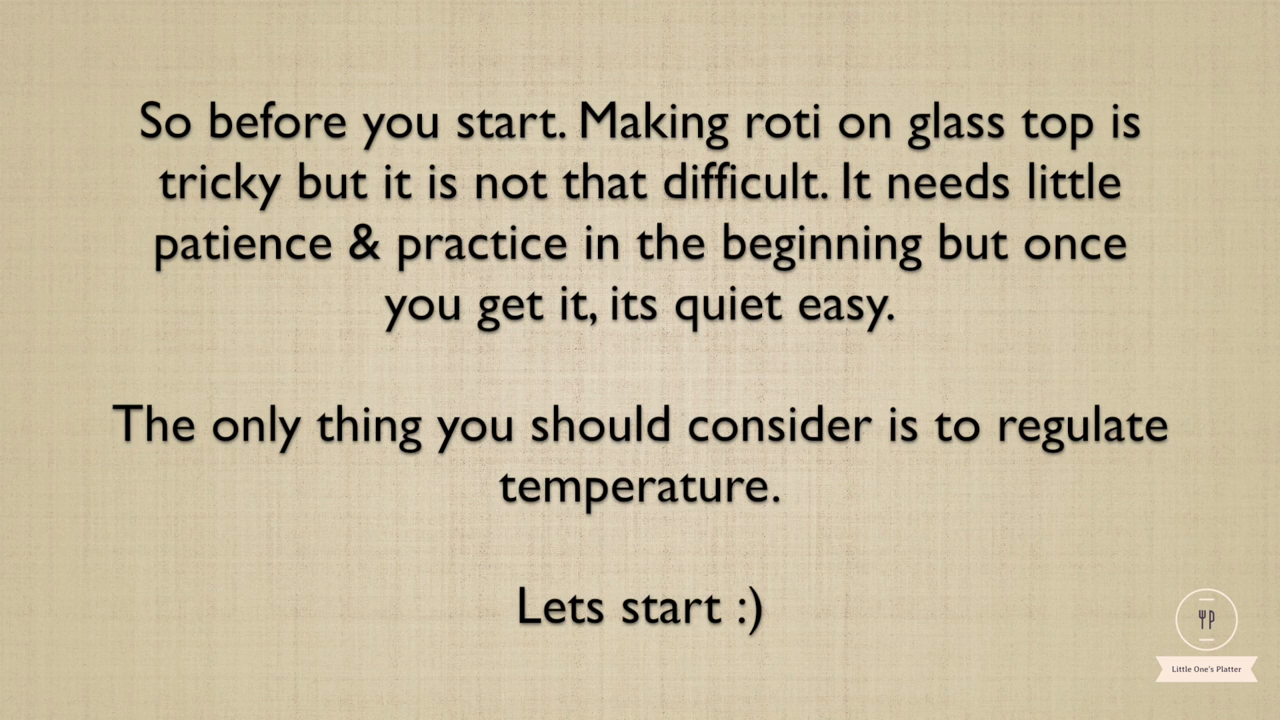 So before you start. Making roti on glass top is
tricky but it is not that difficult. It needs little
patience & practice in the beginning but once
you get it, its quiet easy.
The only thing you should consider is to regulate
temperature.
Lets start :)
Little One's Platter